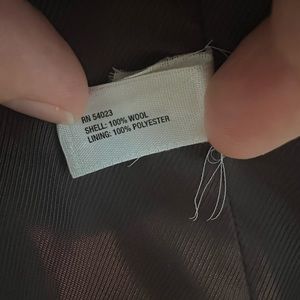 RN 54023
SHELL: 100% WOOL
LINING: 100% POLYESTER